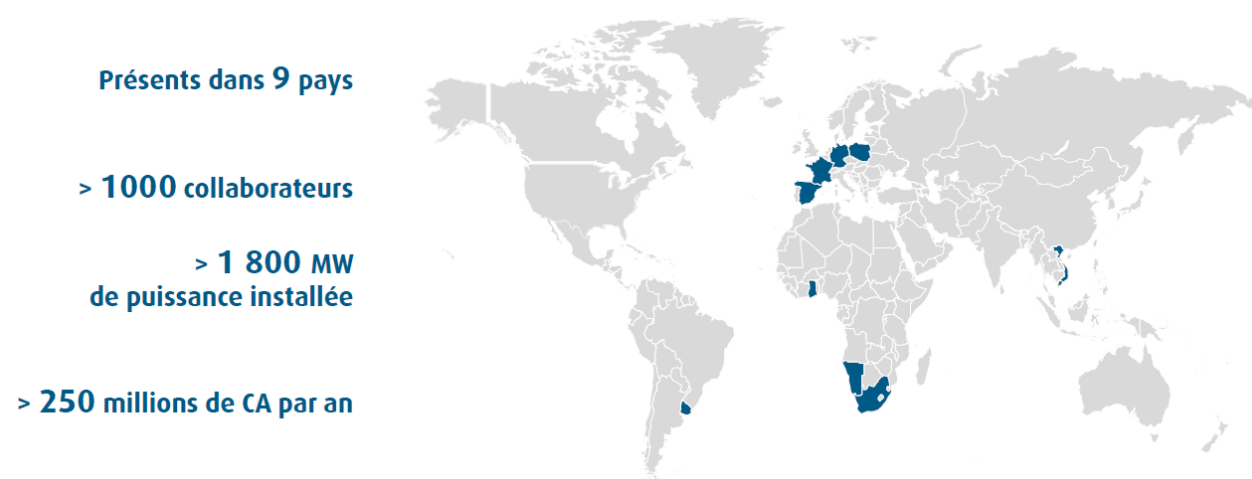 Présents dans 9 pays
> 1000 collaborateurs
> 1 800 MW
de puissance installée
> 250 millions de CA par an